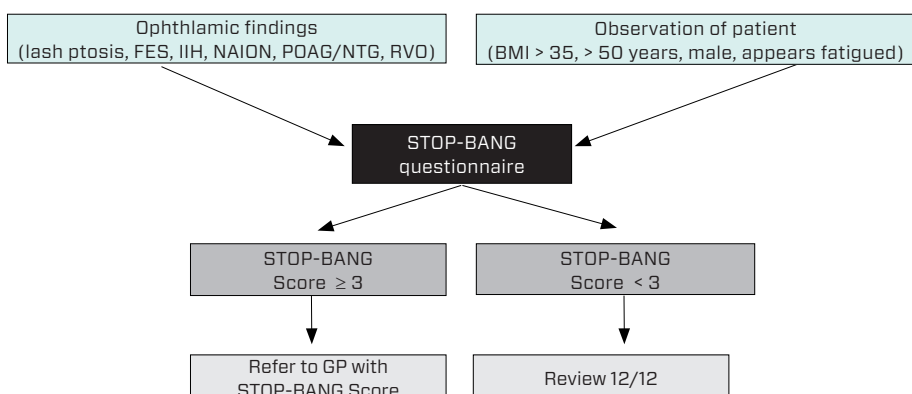 Ophthlamic findings
(lash ptosis, FES, IIH, NAION, POAG/NTG, RVO)
Observation of patient
(BMI > 35, > 50 years, male, appears fatigued)
STOP-BANG
questionnaire
STOP-BANG
Score ≥ 3
STOP-BANG
Score < 3
Refer to GP with
STOP-BANG Score
Review 12/12